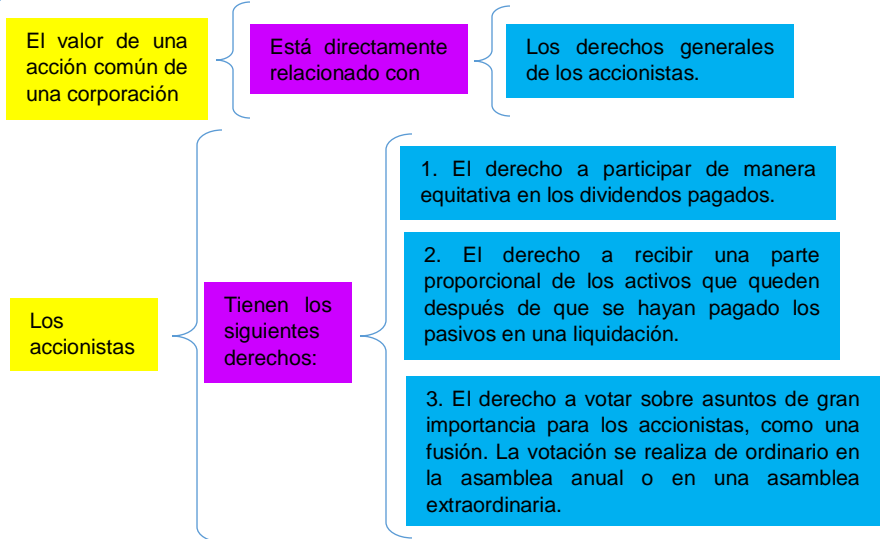 El valor de una
acción común de
una corporación
Está directamente
relacionado con
Los derechos generales
de los accionistas.
Los
accionistas
Tienen los
siguientes
derechos:
1. El derecho a participar de manera
equitativa en los dividendos pagados.
2. El derecho a recibir una parte
proporcional de los activos que queden
después de que se hayan pagado los
pasivos en una liquidación.
3. El derecho a votar sobre asuntos de gran
importancia para los accionistas, como una
fusión. La votación se realiza de ordinario en
la asamblea anual o en una asamblea
extraordinaria.